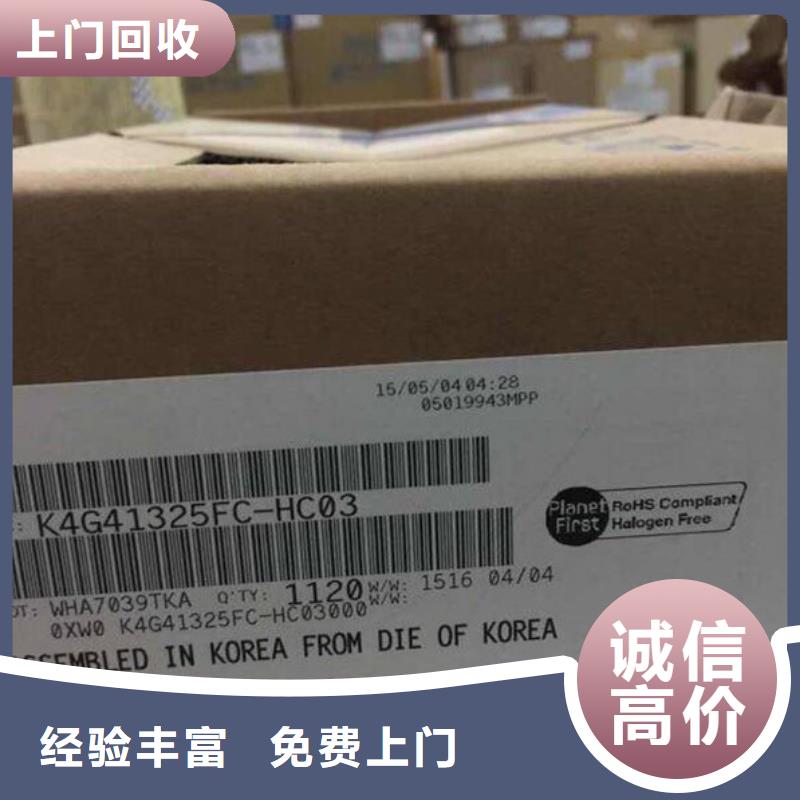 上门回收
15/05/04 04:28
05019943MPP
K4G41325FC-HC03
Planet First
RoHS Compliant/
Halogen Free
OT: WHA7039TKA Q'TY: 1120 W/W: 1516 04/04
W/W:
0XW0 K4G41325FC-HC03000
SSEMBLED IN KOREA FROM DIE OF KOREA
诚信
高价
经验丰富 免费上门